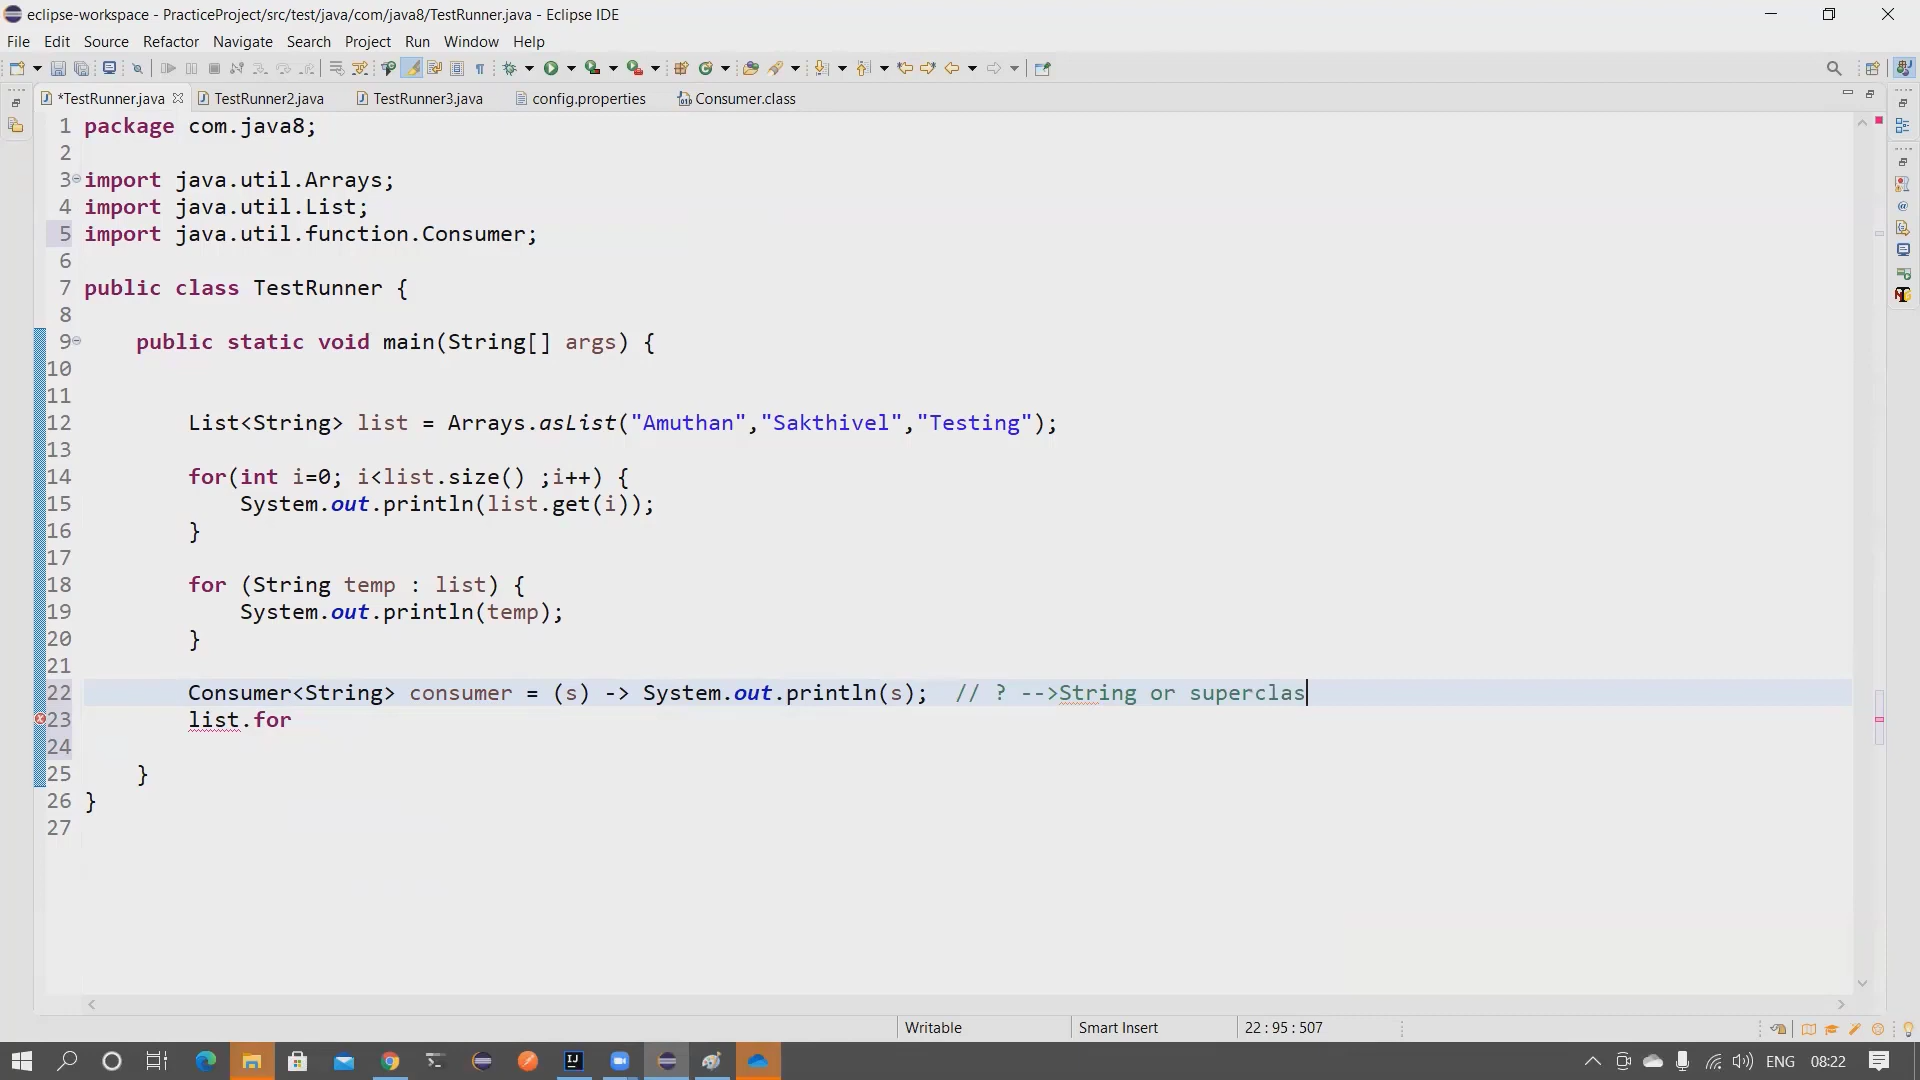 eclipse-workspace - PracticeProject/src/test/java/com/java8/TestRunner.java - Eclipse IDE
File Edit Source Refactor Navigate Search Project Run Window Help
*TestRunner.java TestRunner2.java TestRunner3.java config.properties Consumer.class
1 package com.java8;
2
3 import java.util.Arrays;
4 import java.util.List;
5 import java.util.function.Consumer;
6
7 public class TestRunner {
8
9 public static void main(String[] args) {
10
11
12 List<String> list = Arrays.asList("Amuthan","Sakthivel","Testing");
13
14 for(int i=0; i<list.size() ;i++) {
15 System.out.println(list.get(i));
16 }
17
18 for (String temp : list) {
19 System.out.println(temp);
20 }
21
22 Consumer<String> consumer = (s) -> System.out.println(s); // ? -->String or superclas
23 list.for
24
25 }
26 }
27
Writable Smart Insert 22 : 95 : 507
ENG 08:22